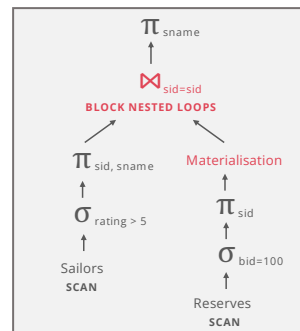 π sname
⋈ sid=sid
BLOCK NESTED LOOPS
π sid, sname
Materialisation
σ rating > 5
π sid
σ bid=100
Sailors
SCAN
Reserves
SCAN